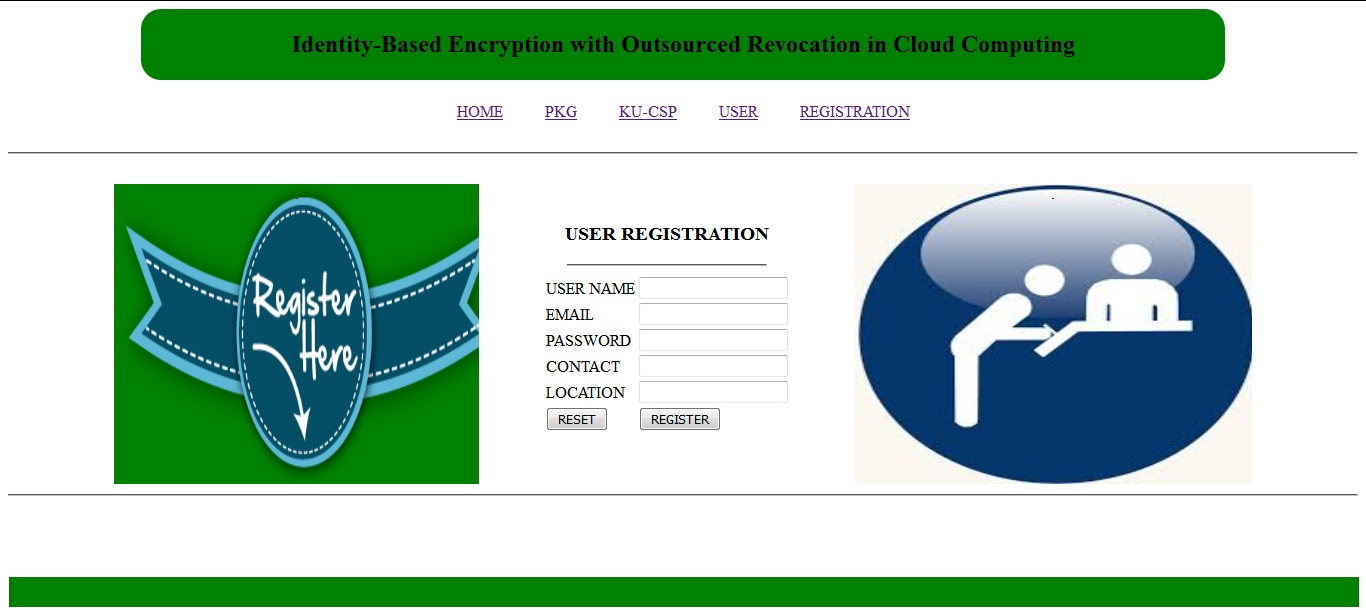 Identity-Based Encryption with Outsourced Revocation in Cloud Computing
HOME PKG KU-CSP USER REGISTRATION
Register
Here
USER REGISTRATION
USER NAME
EMAIL
PASSWORD
CONTACT
LOCATION
RESET REGISTER